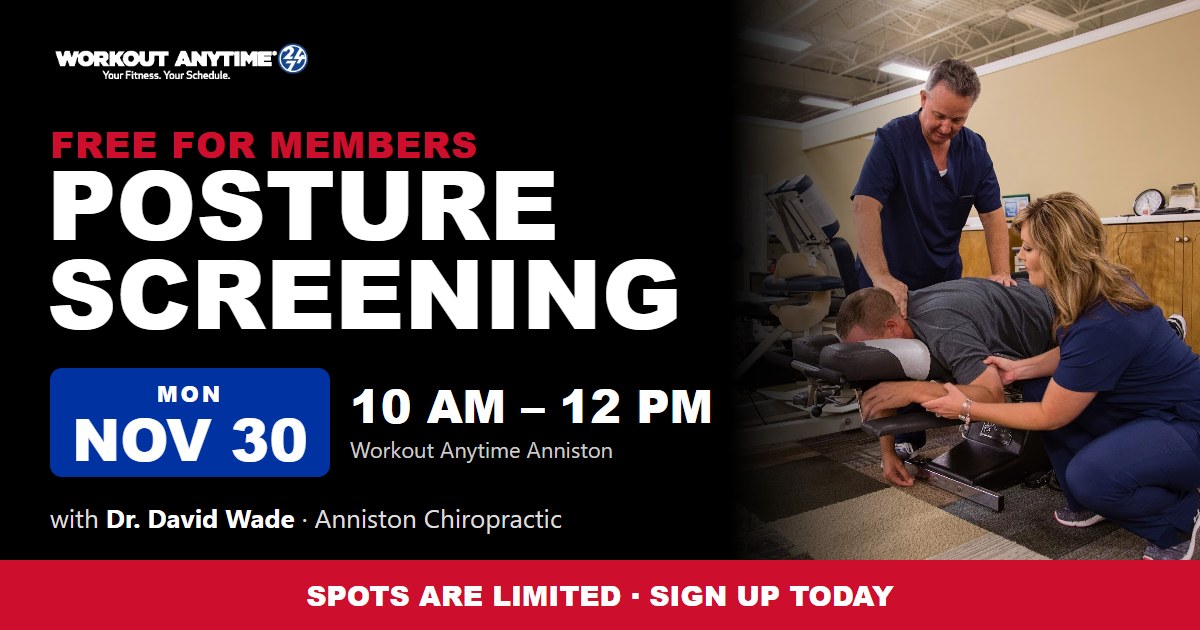 WORKOUT ANYTIME 24/7
Your Fitness. Your Schedule.
FREE FOR MEMBERS
POSTURE
SCREENING
MON
NOV 30
10 AM – 12 PM
Workout Anytime Anniston
with Dr. David Wade · Anniston Chiropractic
SPOTS ARE LIMITED · SIGN UP TODAY